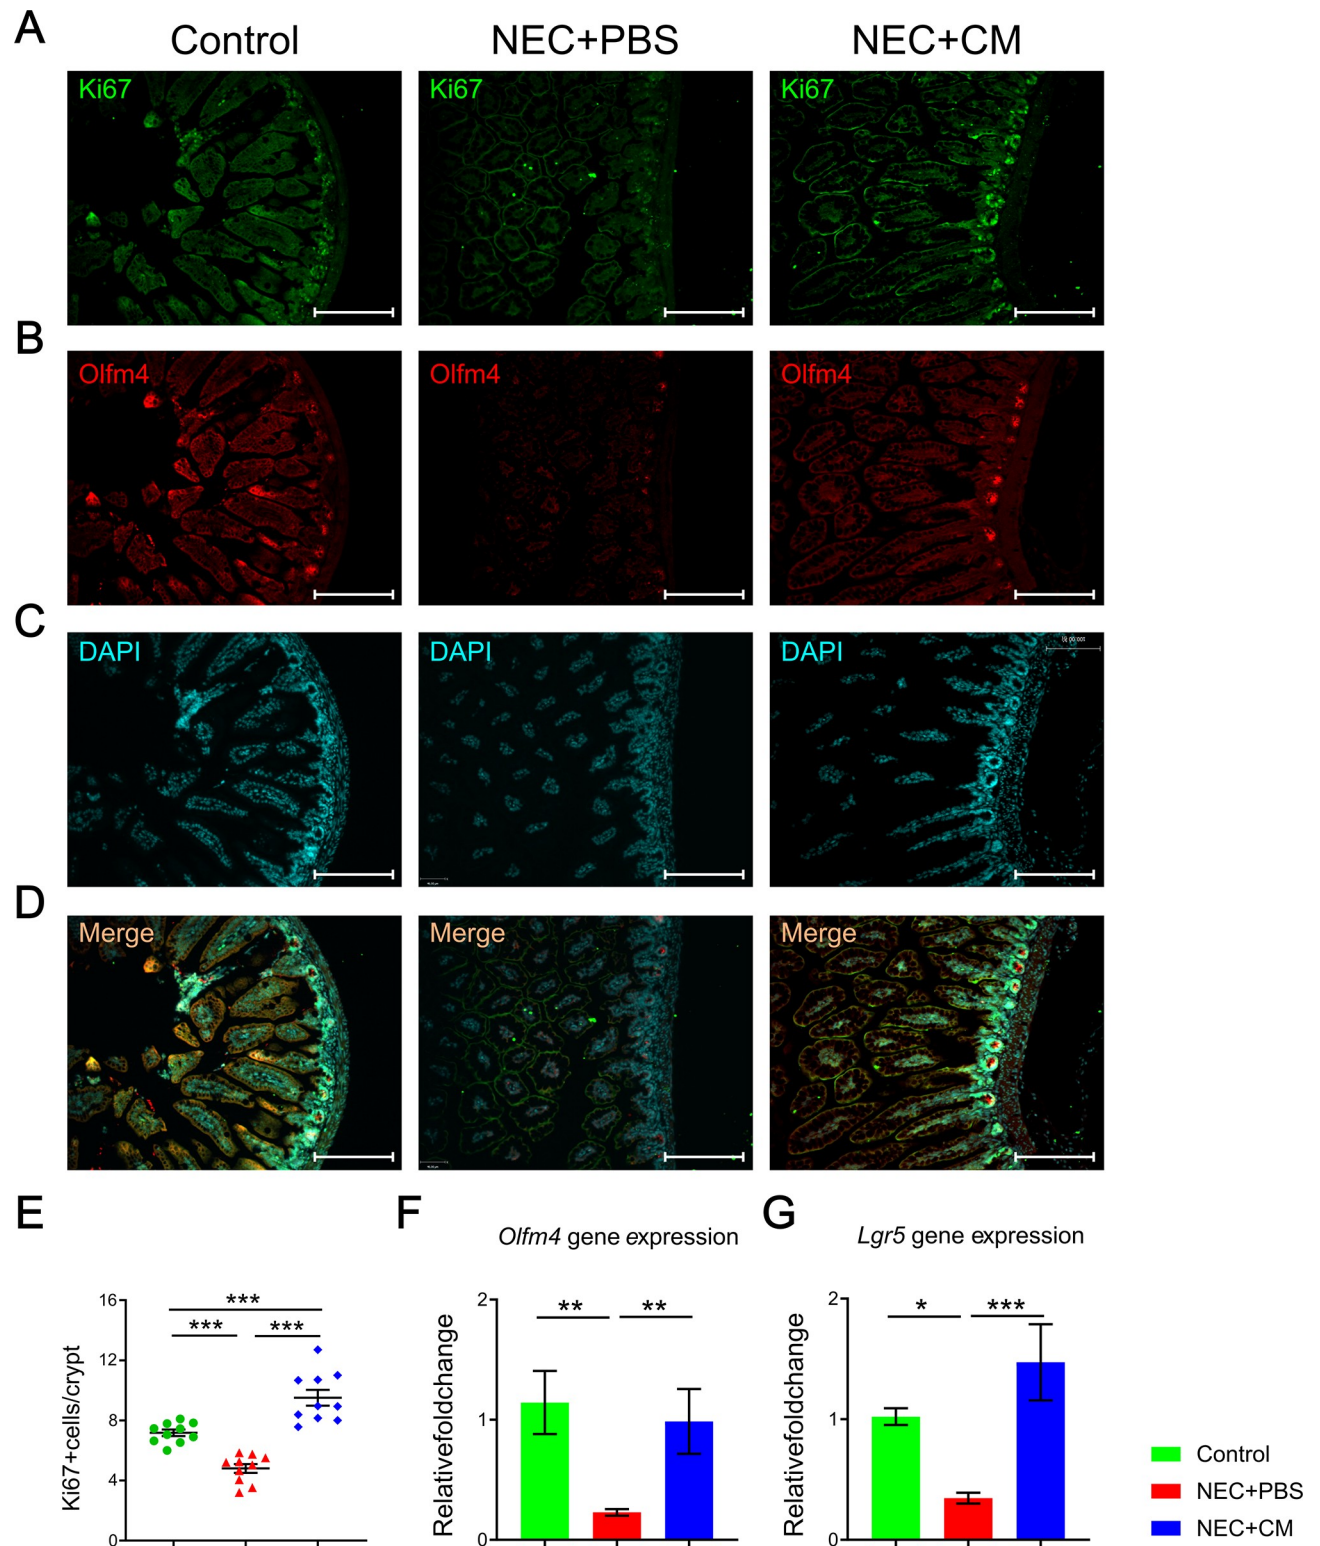 A
Control NEC+PBS NEC+CM
Ki67 Ki67 Ki67
B
Olfm4 Olfm4 Olfm4
C
DAPI DAPI DAPI
D
Merge Merge Merge
E F G
Olfm4 gene expression Lgr5 gene expression
Ki67+cells/crypt
16
12
8
4
0
*** *** ***
Relativefoldchange
2
1
0
** **
Relativefoldchange
2
1
0
* ***
Control
NEC+PBS
NEC+CM